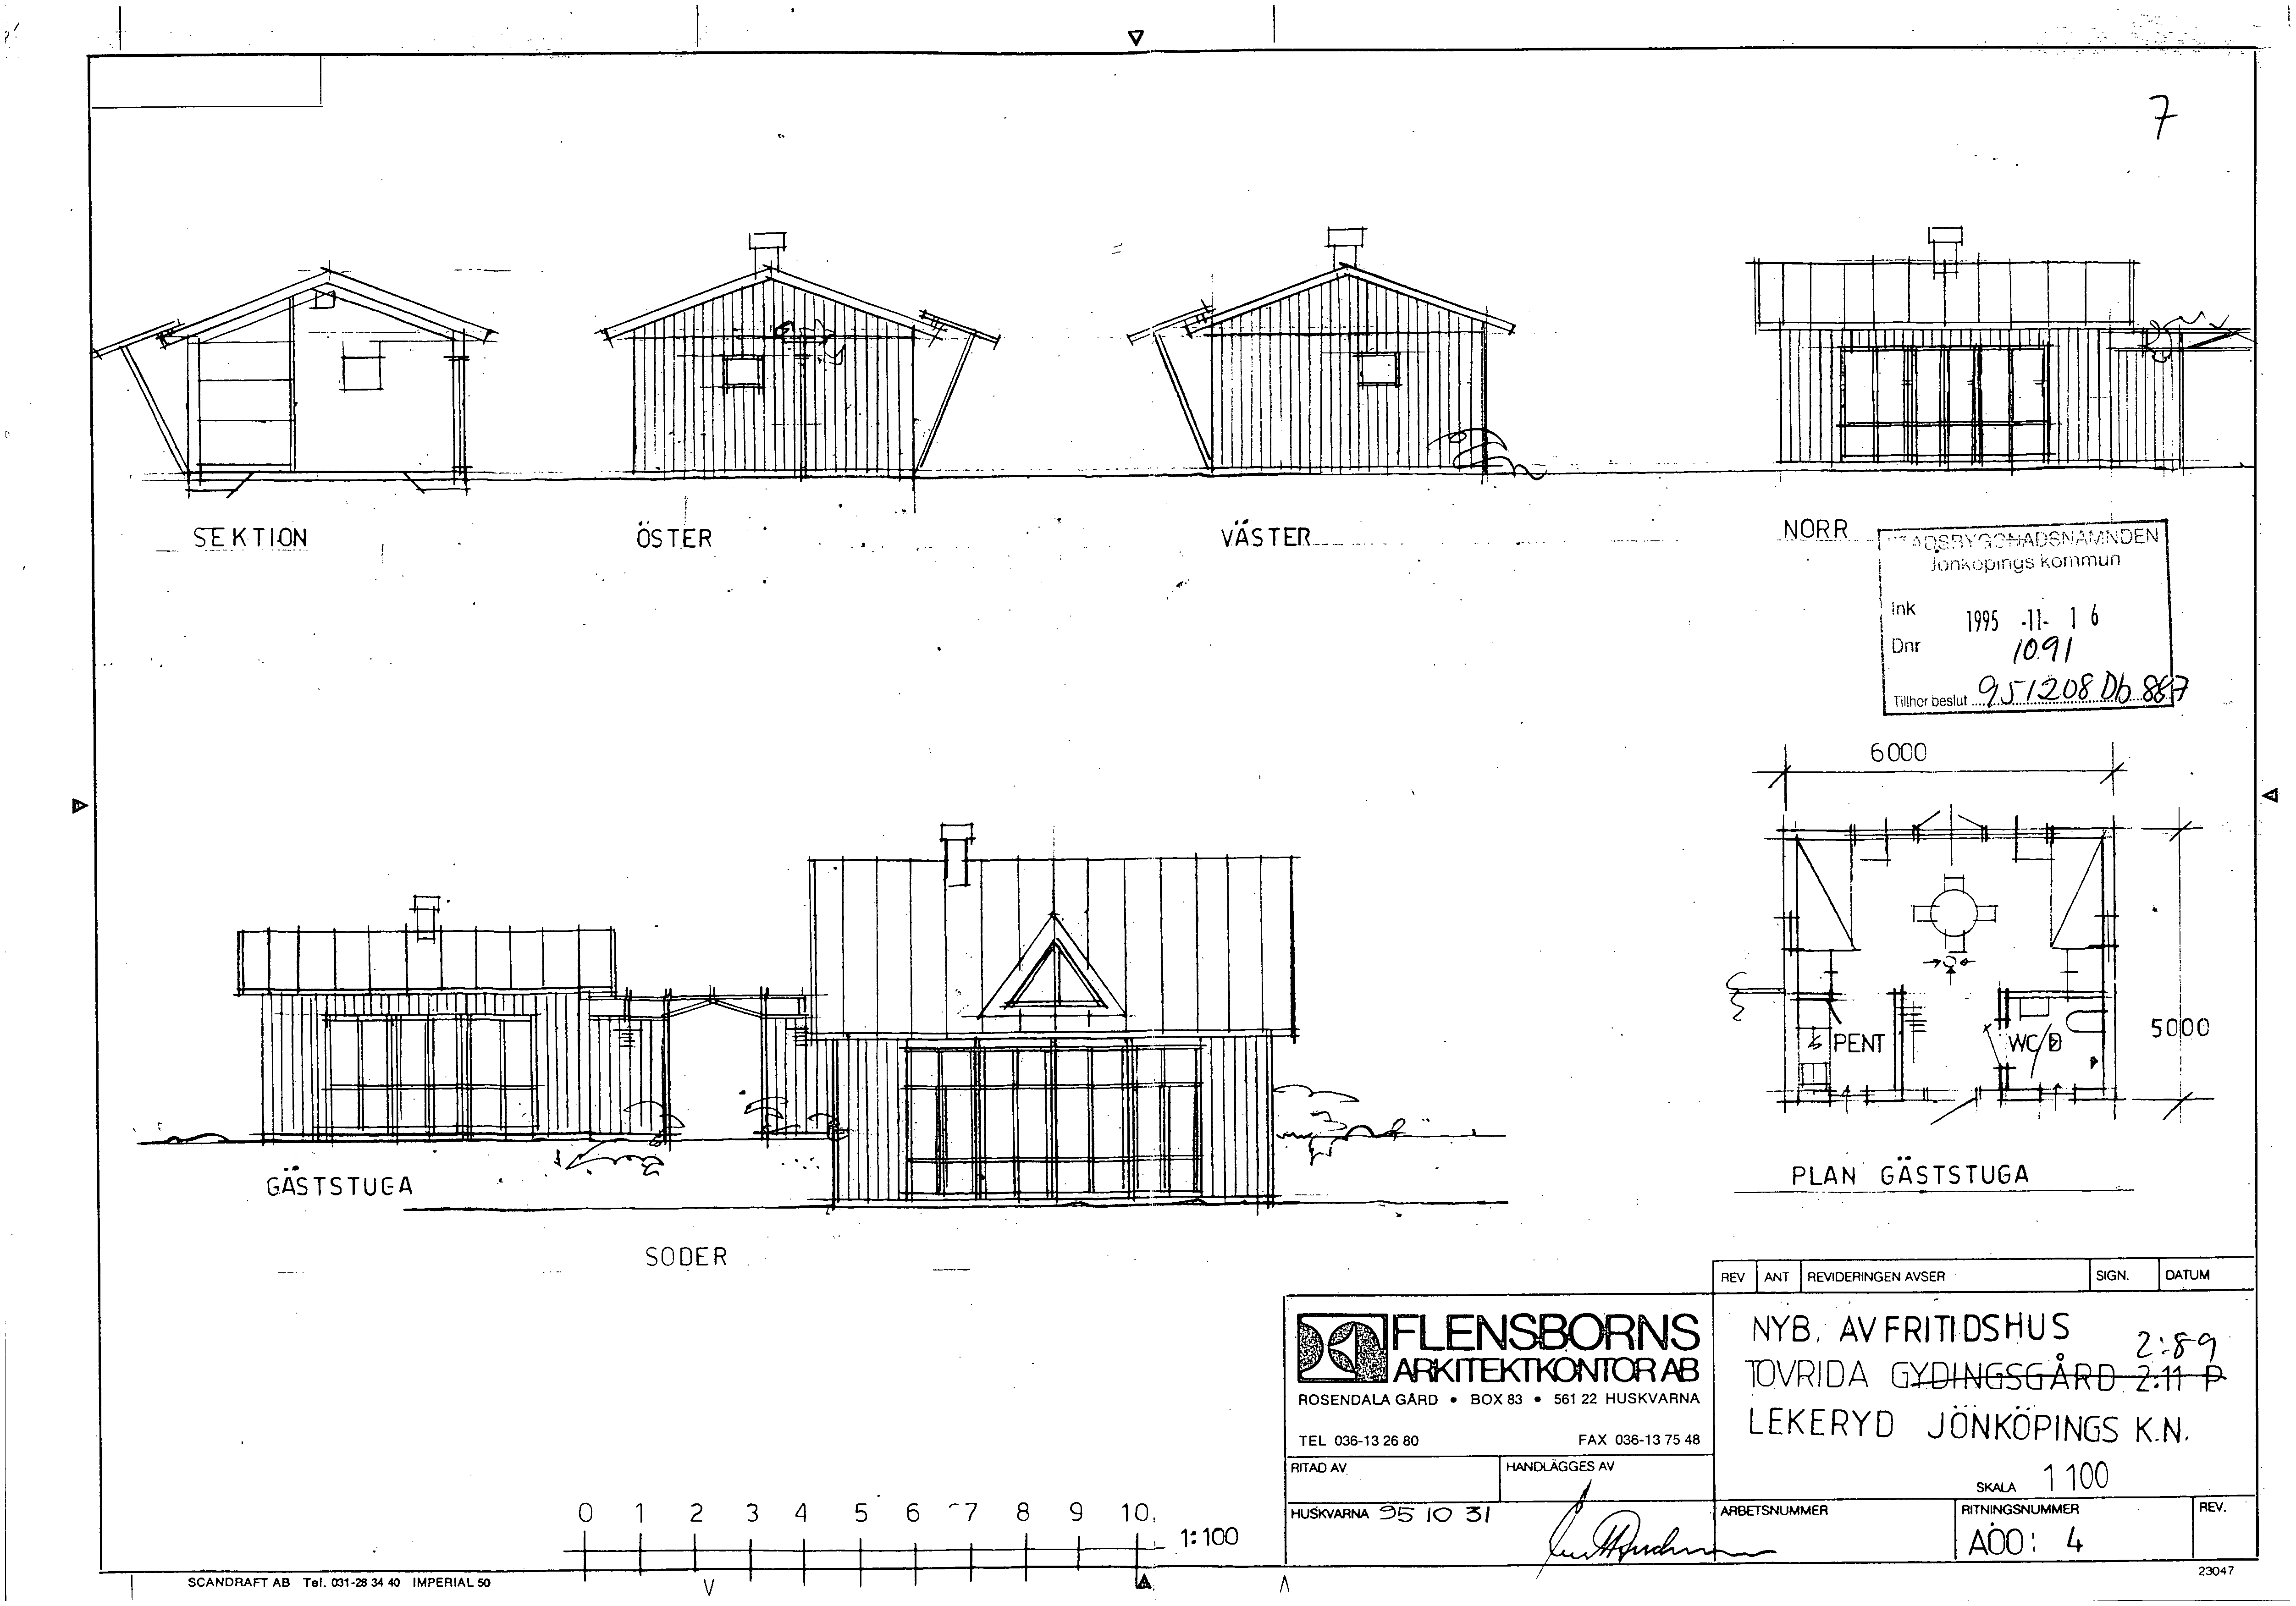 7
SEKTION
ÖSTER
VÄSTER
NORR
STADSBYGGNADSNÄMNDEN
Jönköpings kommun
Ink 1995 -11- 16
Dnr 1091
Tillhör beslut 951208 Db 887
6000
5000
PENT
WC/D
PLAN GÄSTSTUGA
GÄSTSTUGA
SÖDER
REV ANT REVIDERINGEN AVSER SIGN. DATUM
FLENSBORNS
ARKITEKTKONTOR AB
ROSENDALA GÅRD • BOX 83 • 561 22 HUSKVARNA
TEL 036-13 26 80 FAX 036-13 75 48
RITAD AV HANDLÄGGES AV
HUSKVARNA 95 10 31
NYB. AV FRITIDSHUS
2:89
TOVRIDA GYDINGSGÅRD 2:11 P
LEKERYD JÖNKÖPINGS K.N.
SKALA 1 100
ARBETSNUMMER RITNINGSNUMMER REV.
AÖO: 4
0 1 2 3 4 5 6 7 8 9 10
1:100
SCANDRAFT AB Tel. 031-28 34 40 IMPERIAL 50
23047